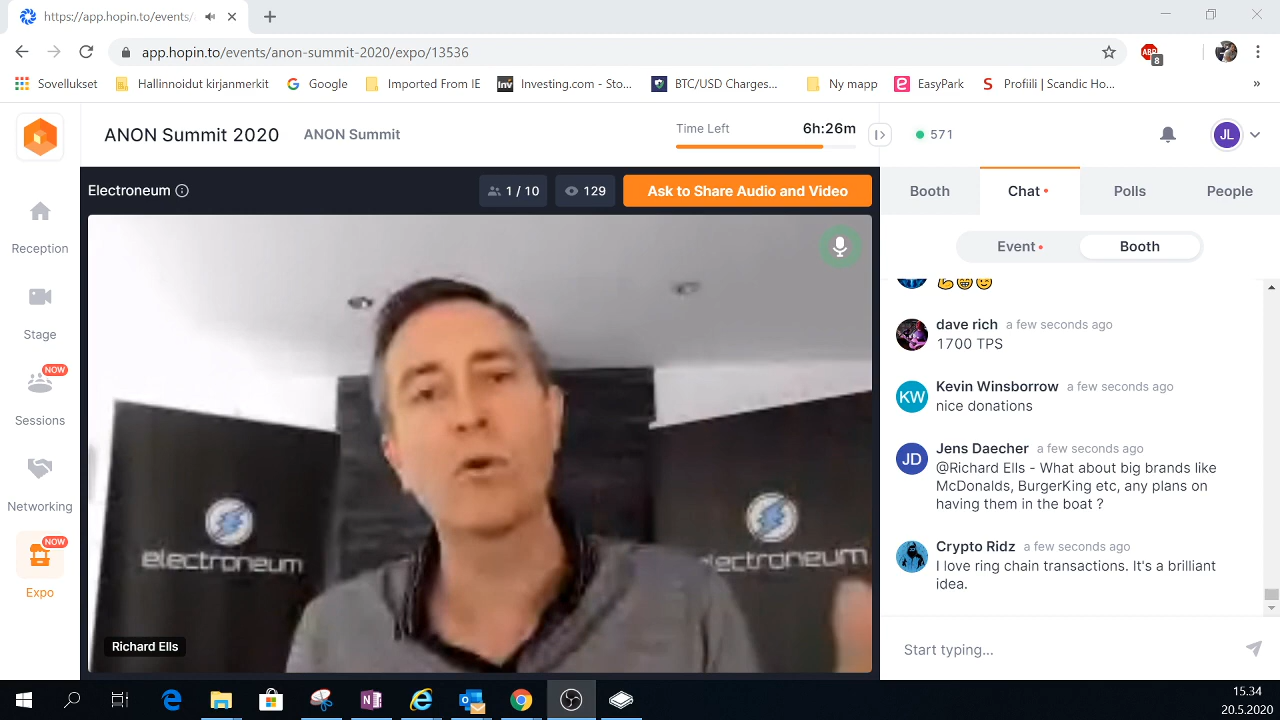 https://app.hopin.to/events/
app.hopin.to/events/anon-summit-2020/expo/13536
ABP
8
Sovellukset
Hallinnoidut kirjanmerkit
Google
Imported From IE
Inv
Investing.com - Sto...
BTC/USD Charges...
Ny mapp
EasyPark
S
Profiili | Scandic Ho...
»
ANON Summit 2020
ANON Summit
Time Left
6h:26m
571
JL
Electroneum
1 / 10
129
Ask to Share Audio and Video
Booth
Chat
Polls
People
Event
Booth
Reception
Stage
NOW
Sessions
Networking
NOW
Expo
electroneum
electroneum
Richard Ells
dave rich a few seconds ago
1700 TPS
KW
Kevin Winsborrow a few seconds ago
nice donations
JD
Jens Daecher a few seconds ago
@Richard Ells - What about big brands like
McDonalds, BurgerKing etc, any plans on
having them in the boat ?
Crypto Ridz a few seconds ago
I love ring chain transactions. It's a brilliant
idea.
Start typing...
15.34
20.5.2020